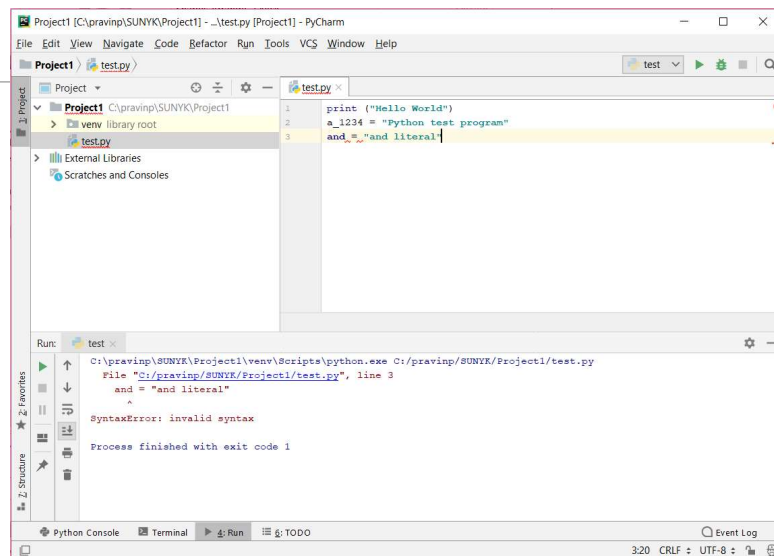 Project1 [C:\pravinp\SUNYK\Project1] - ...\test.py [Project1] - PyCharm
File Edit View Navigate Code Refactor Run Tools VCS Window Help
Project1 test.py test
1: Project
Project
test.py
Project1 C:\pravinp\SUNYK\Project1
venv library root
test.py
External Libraries
Scratches and Consoles
1 print ("Hello World")
2 a_1234 = "Python test program"
3 and = "and literal"
Run: test
C:\pravinp\SUNYK\Project1\venv\Scripts\python.exe C:/pravinp/SUNYK/Project1/test.py
File "C:/pravinp/SUNYK/Project1/test.py", line 3
and = "and literal"
^
SyntaxError: invalid syntax
Process finished with exit code 1
2: Favorites
Z: Structure
Python Console Terminal 4: Run 6: TODO Event Log
3:20 CRLF UTF-8